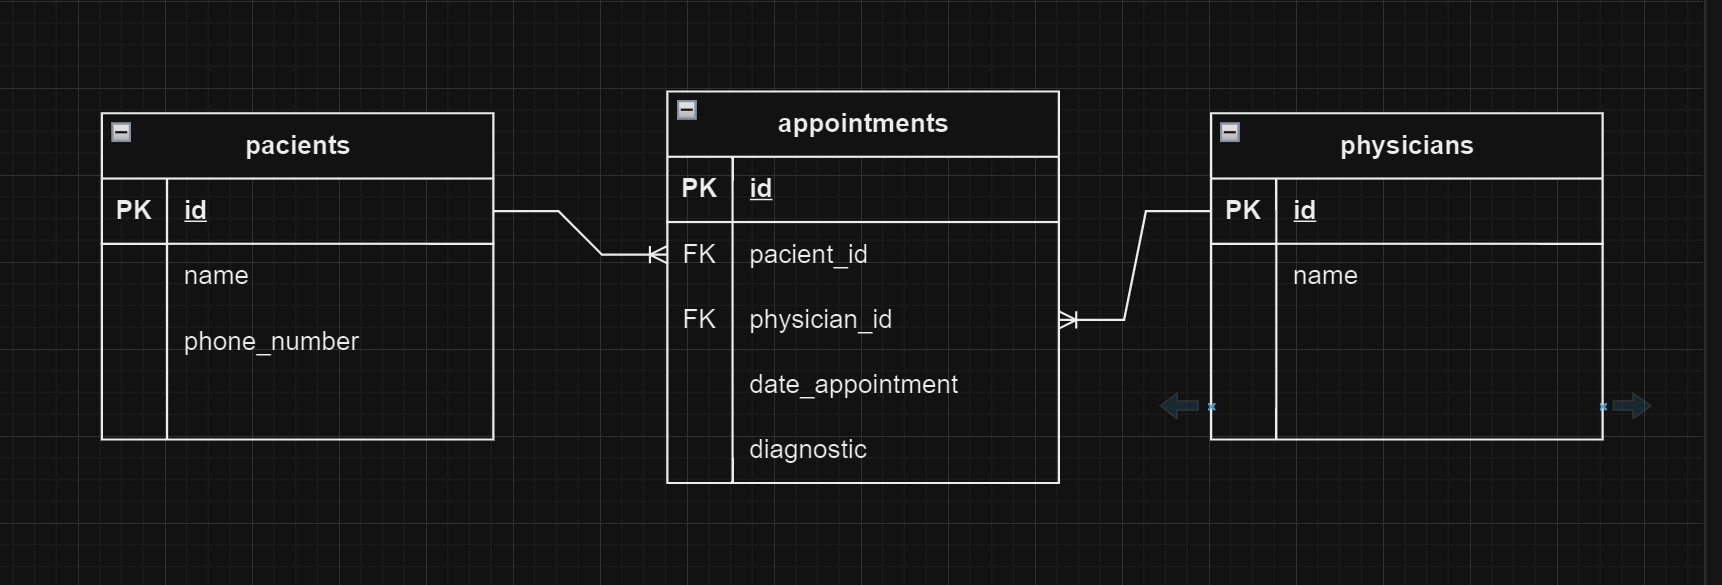 pacients
PK id
name
phone_number
appointments
PK id
FK pacient_id
FK physician_id
date_appointment
diagnostic
physicians
PK id
name